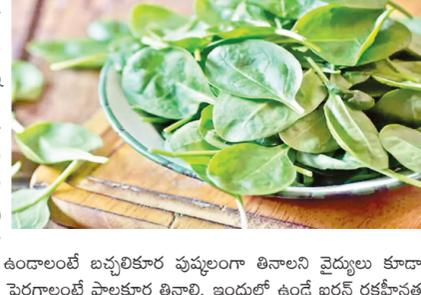 ఉండాలంటే బచ్చలికూర పుష్కలంగా తినాలని వైద్యులు కూడా
పెరగాలంటే పాలకూర తినాలి. ఇందులో ఉండే ఐరన్ రక్తహీనత